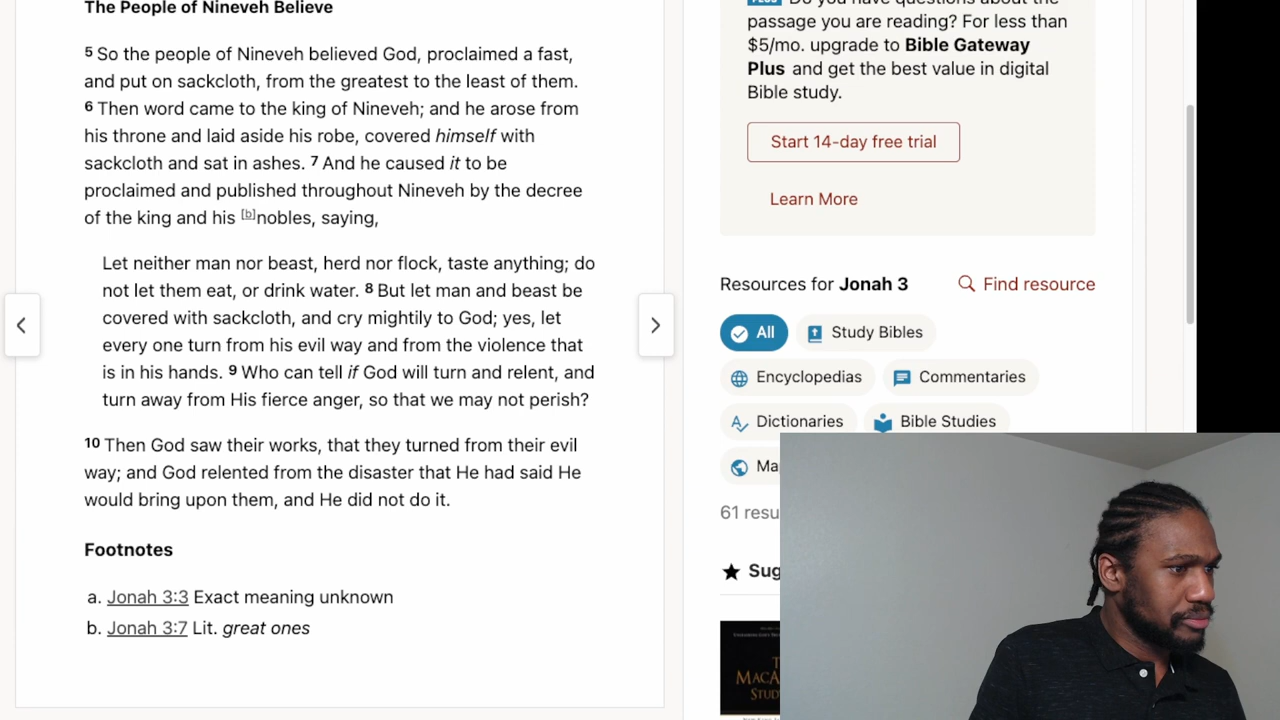 The People of Nineveh Believe
5 So the people of Nineveh believed God, proclaimed a fast,
and put on sackcloth, from the greatest to the least of them.
6 Then word came to the king of Nineveh; and he arose from
his throne and laid aside his robe, covered himself with
sackcloth and sat in ashes. 7 And he caused it to be
proclaimed and published throughout Nineveh by the decree
of the king and his [b]nobles, saying,
Let neither man nor beast, herd nor flock, taste anything; do
not let them eat, or drink water. 8 But let man and beast be
covered with sackcloth, and cry mightily to God; yes, let
every one turn from his evil way and from the violence that
is in his hands. 9 Who can tell if God will turn and relent, and
turn away from His fierce anger, so that we may not perish?
10 Then God saw their works, that they turned from their evil
way; and God relented from the disaster that He had said He
would bring upon them, and He did not do it.
Footnotes
a. Jonah 3:3 Exact meaning unknown
b. Jonah 3:7 Lit. great ones
PLUS Do you have questions about the
passage you are reading? For less than
$5/mo. upgrade to Bible Gateway
Plus and get the best value in digital
Bible study.
Start 14-day free trial
Learn More
Resources for Jonah 3 Find resource
All Study Bibles
Encyclopedias Commentaries
Dictionaries Bible Studies
Ma
61 resu
Sug